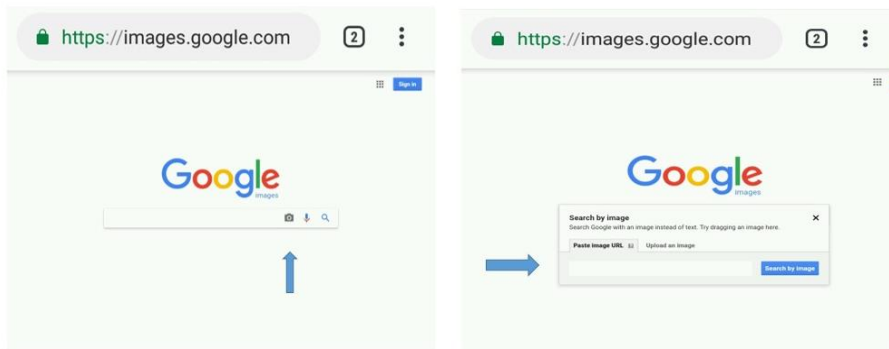 https://images.google.com 2
Sign in
Google
images
https://images.google.com 2
Google
images
Search by image
Search Google with an image instead of text. Try dragging an image here.
Paste image URL Upload an image
Search by image